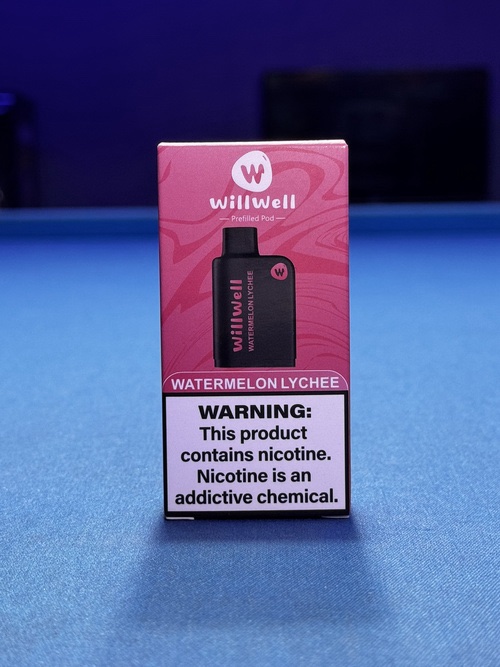 W
WillWell
Prefilled Pod
W
WillWell
WATERMELON LYCHEE
WATERMELON LYCHEE
WARNING:
This product
contains nicotine.
Nicotine is an
addictive chemical.